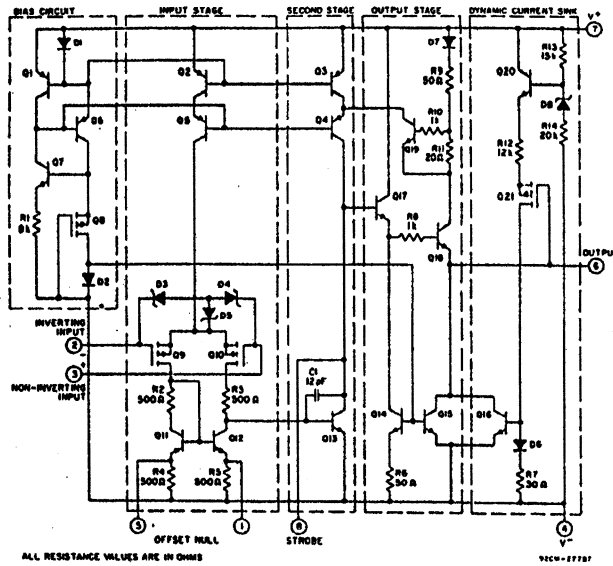 BIAS CIRCUIT
INPUT STAGE
SECOND STAGE
OUTPUT STAGE
DYNAMIC CURRENT SINK
V+
7
D1
Q1
Q2
Q3
D7
R9
50Ω
Q20
R13
15k
D8
R14
20k
Q5
Q4
R10
1k
Q19
R11
20Ω
R12
12k
Q7
Q17
Q21
R1
8k
Q8
R8
1k
Q18
OUTPUT
6
D2
D3
D4
D5
INVERTING
INPUT
2
-
+
3
NON-INVERTING
INPUT
Q9
Q10
R2
500Ω
R3
500Ω
C1
12 pF
Q11
Q12
Q13
Q14
Q15
Q16
D6
R4
500Ω
R5
500Ω
R6
50Ω
R7
30Ω
5
1
8
4
OFFSET NULL
STROBE
V-
ALL RESISTANCE VALUES ARE IN OHMS